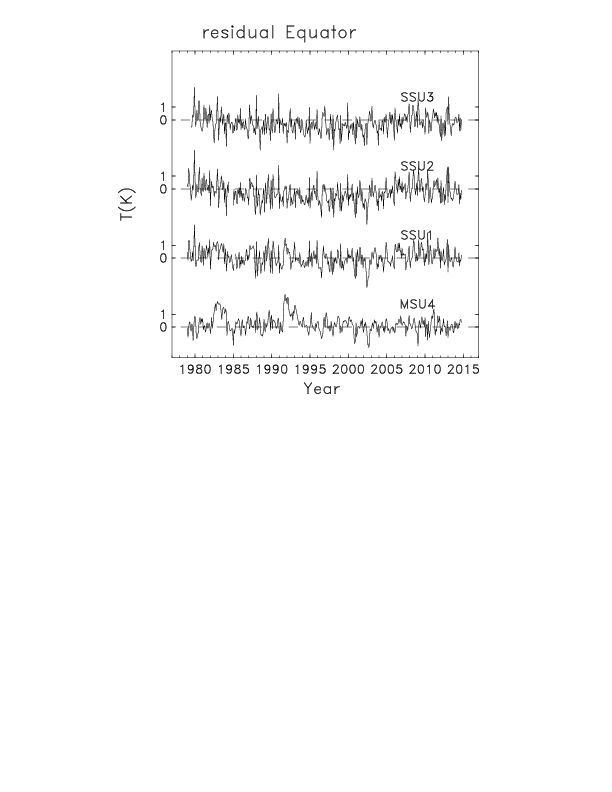 residual Equator
SSU3
1
0
SSU2
1
0
T(K)
SSU1
1
0
MSU4
1
0
1980 1985 1990 1995 2000 2005 2010 2015
Year